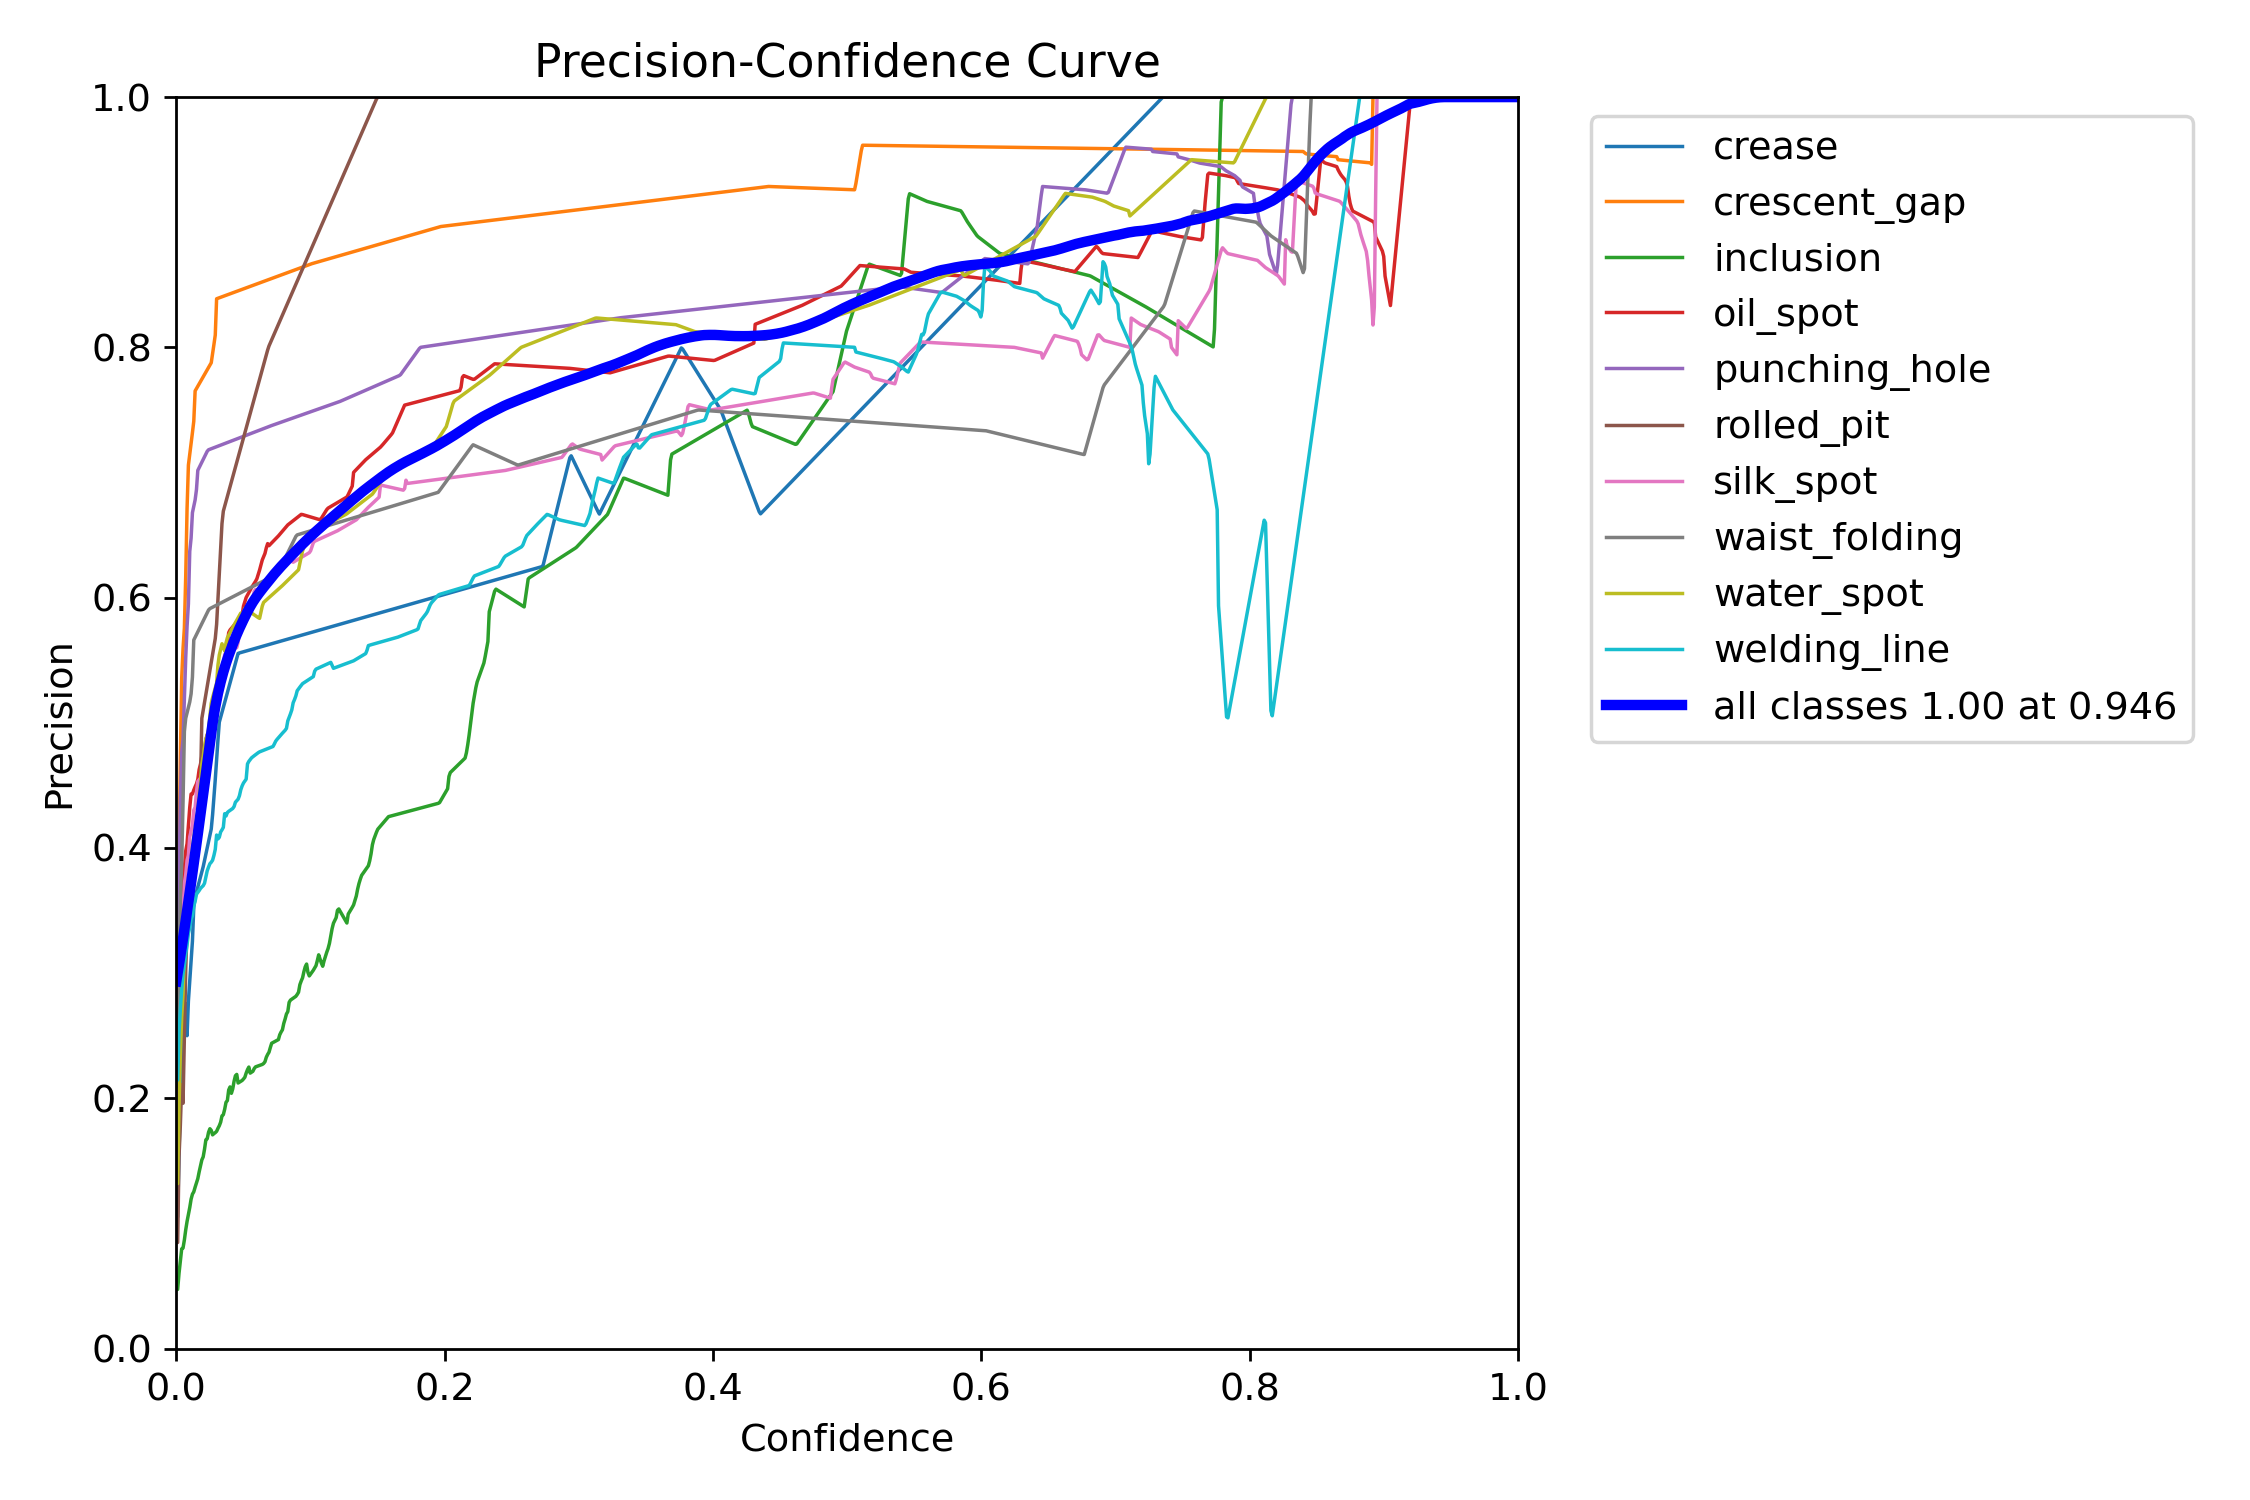 Precision-Confidence Curve
1.0
0.8
0.6
0.4
0.2
0.0
Precision
0.0 0.2 0.4 0.6 0.8 1.0
Confidence
crease
crescent_gap
inclusion
oil_spot
punching_hole
rolled_pit
silk_spot
waist_folding
water_spot
welding_line
all classes 1.00 at 0.946